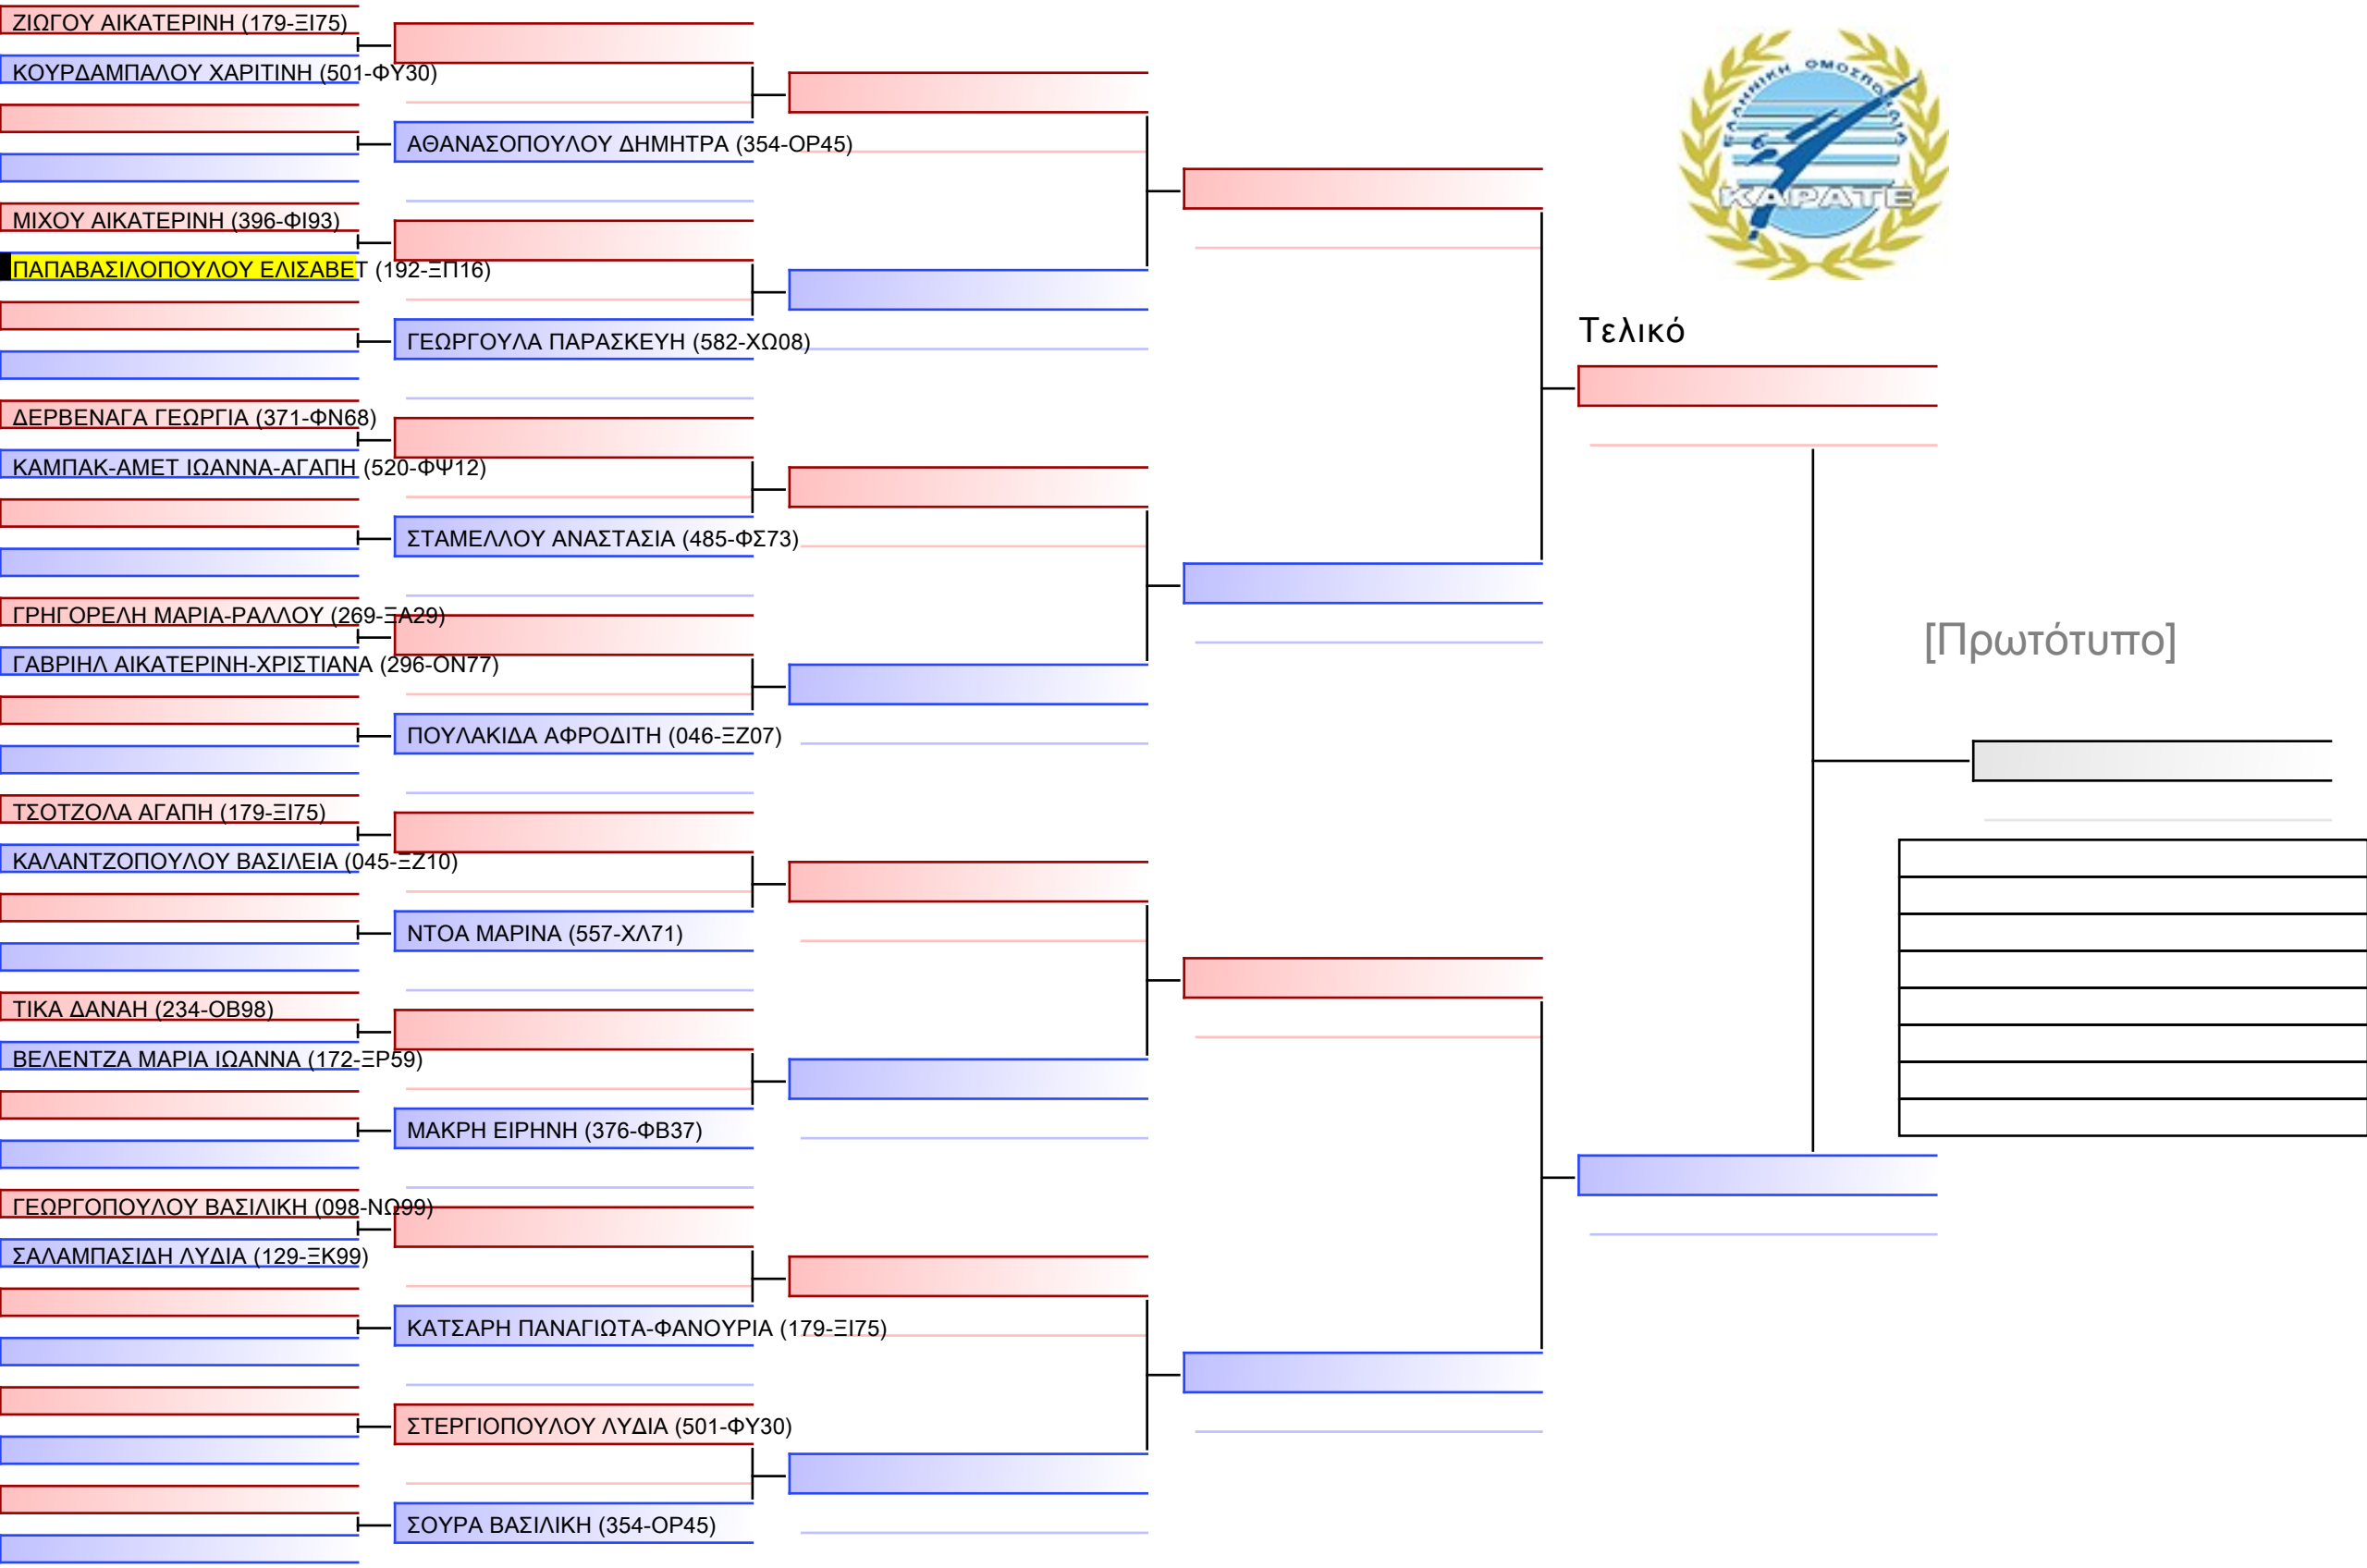 ΖΙΩΓΟΥ ΑΙΚΑΤΕΡΙΝΗ (179-ΞΙ75)
ΚΟΥΡΔΑΜΠΑΛΟΥ ΧΑΡΙΤΙΝΗ (501-ΦΥ30)
ΜΙΧΟΥ ΑΙΚΑΤΕΡΙΝΗ (396-ΦΙ93)
ΠΑΠΑΒΑΣΙΛΟΠΟΥΛΟΥ ΕΛΙΣΑΒΕΤ (192-ΞΠ16)
ΔΕΡΒΕΝΑΓΑ ΓΕΩΡΓΙΑ (371-ΦΝ68)
ΚΑΜΠΑΚ-ΑΜΕΤ ΙΩΑΝΝΑ-ΑΓΑΠΗ (520-ΦΨ12)
ΓΡΗΓΟΡΕΛΗ ΜΑΡΙΑ-ΡΑΛΛΟΥ (269-ΞΑ29)
ΓΑΒΡΙΗΛ ΑΙΚΑΤΕΡΙΝΗ-ΧΡΙΣΤΙΑΝΑ (296-ΟΝ77)
ΤΣΟΤΖΟΛΑ ΑΓΑΠΗ (179-ΞΙ75)
ΚΑΛΑΝΤΖΟΠΟΥΛΟΥ ΒΑΣΙΛΕΙΑ (045-ΞΖ10)
ΤΙΚΑ ΔΑΝΑΗ (234-ΟΒ98)
ΒΕΛΕΝΤΖΑ ΜΑΡΙΑ ΙΩΑΝΝΑ (172-ΞΡ59)
ΓΕΩΡΓΟΠΟΥΛΟΥ ΒΑΣΙΛΙΚΗ (098-ΝΩ99)
ΣΑΛΑΜΠΑΣΙΔΗ ΛΥΔΙΑ (129-ΞΚ99)
ΑΘΑΝΑΣΟΠΟΥΛΟΥ ΔΗΜΗΤΡΑ (354-ΟΡ45)
ΓΕΩΡΓΟΥΛΑ ΠΑΡΑΣΚΕΥΗ (582-ΧΩ08)
ΣΤΑΜΕΛΛΟΥ ΑΝΑΣΤΑΣΙΑ (485-ΦΣ73)
ΠΟΥΛΑΚΙΔΑ ΑΦΡΟΔΙΤΗ (046-ΞΖ07)
ΝΤΟΑ ΜΑΡΙΝΑ (557-ΧΛ71)
ΜΑΚΡΗ ΕΙΡΗΝΗ (376-ΦΒ37)
ΚΑΤΣΑΡΗ ΠΑΝΑΓΙΩΤΑ-ΦΑΝΟΥΡΙΑ (179-ΞΙ75)
ΣΤΕΡΓΙΟΠΟΥΛΟΥ ΛΥΔΙΑ (501-ΦΥ30)
ΣΟΥΡΑ ΒΑΣΙΛΙΚΗ (354-ΟΡ45)
ΕΛΛΗΝΙΚΗ ΟΜΟΣΠΟΝΔΙΑ
ΚΑΡΑΤΕ
Τελικό
[Πρωτότυπο]